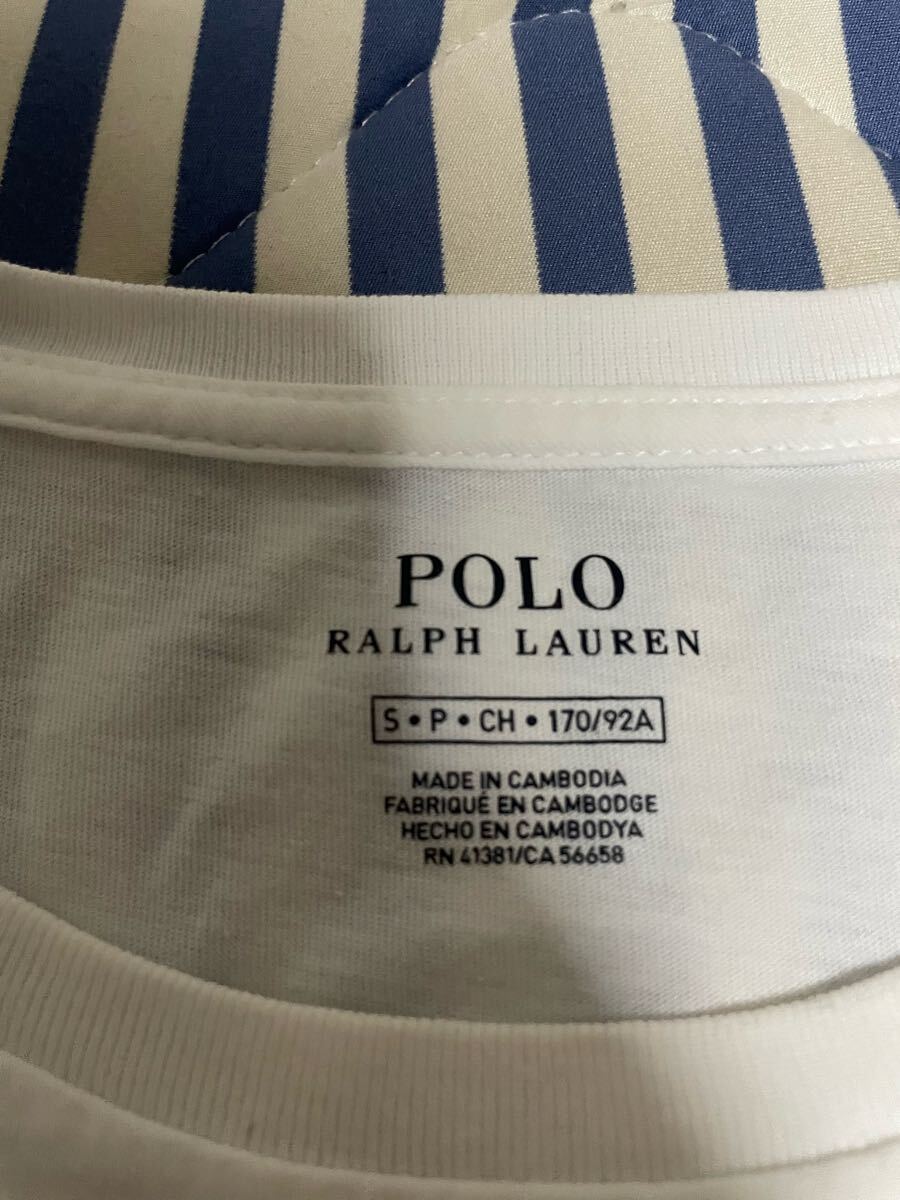 POLO
RALPH LAUREN
S • P • CH • 170/92A
MADE IN CAMBODIA
FABRIQUÉ EN CAMBODGE
HECHO EN CAMBODYA
RN 41381/CA 56658